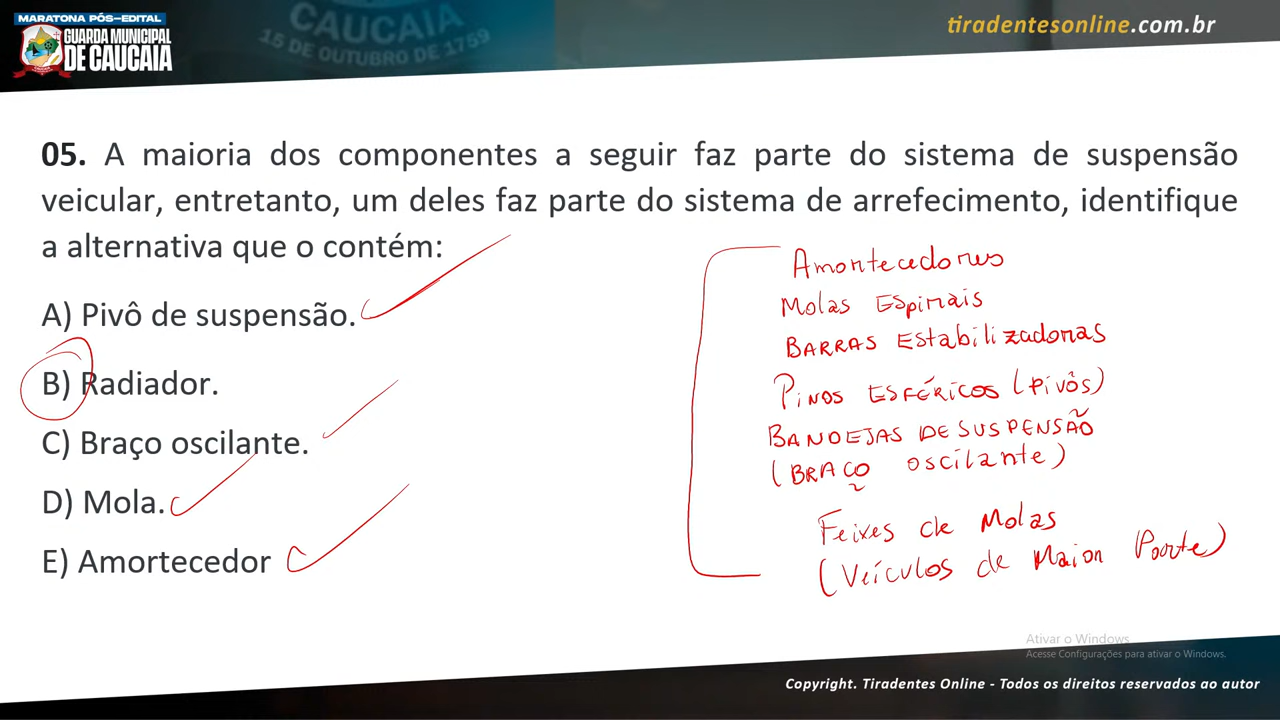 MARATONA PÓS-EDITAL
GUARDA MUNICIPAL
DE CAUCAIA
CAUCAIA
15 DE OUTUBRO DE 1759
tiradentesonline.com.br
05. A maioria dos componentes a seguir faz parte do sistema de suspensão
veicular, entretanto, um deles faz parte do sistema de arrefecimento, identifique
a alternativa que o contém:
A) Pivô de suspensão.
B) Radiador.
C) Braço oscilante.
D) Mola.
E) Amortecedor
Amortecedores
Molas Espirais
BARRAS Estabilizadoras
PINOS ESFÉRICOS (PIVÔS)
BANDEJAS DE SUSPENSÃO
(BRAÇO oscilante)
Feixes de Molas
(Veículos de Maior Porte)
Ativar o Windows
Acesse Configurações para ativar o Windows.
Copyright. Tiradentes Online - Todos os direitos reservados ao autor